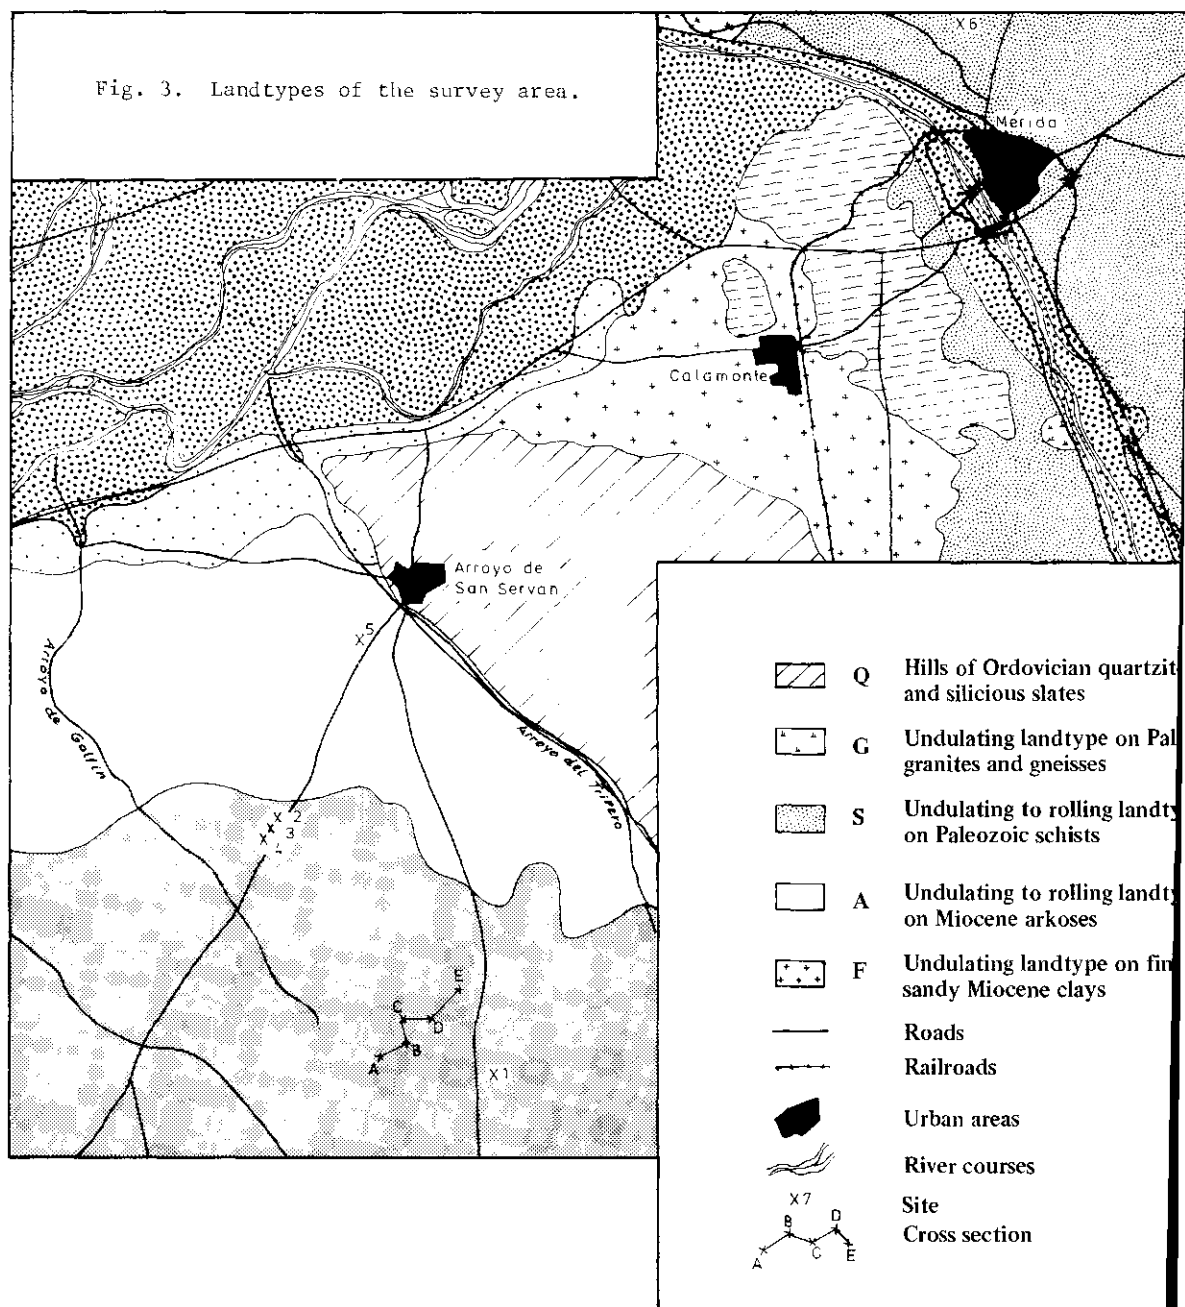 Fig. 3. Landtypes of the survey area.
X6
Mérida
Calamonte
Arroyo de
San Servan
X5
Arroyo de Golfin
Arroyo del Tripero
X 2
X 3
X
E
C
D
B
A
X1
Q Hills of Ordovician quartzit
and silicious slates
G Undulating landtype on Pal
granites and gneisses
S Undulating to rolling landty
on Paleozoic schists
A Undulating to rolling landty
on Miocene arkoses
F Undulating landtype on fin
sandy Miocene clays
Roads
Railroads
Urban areas
River courses
X7 Site
A B C D E Cross section